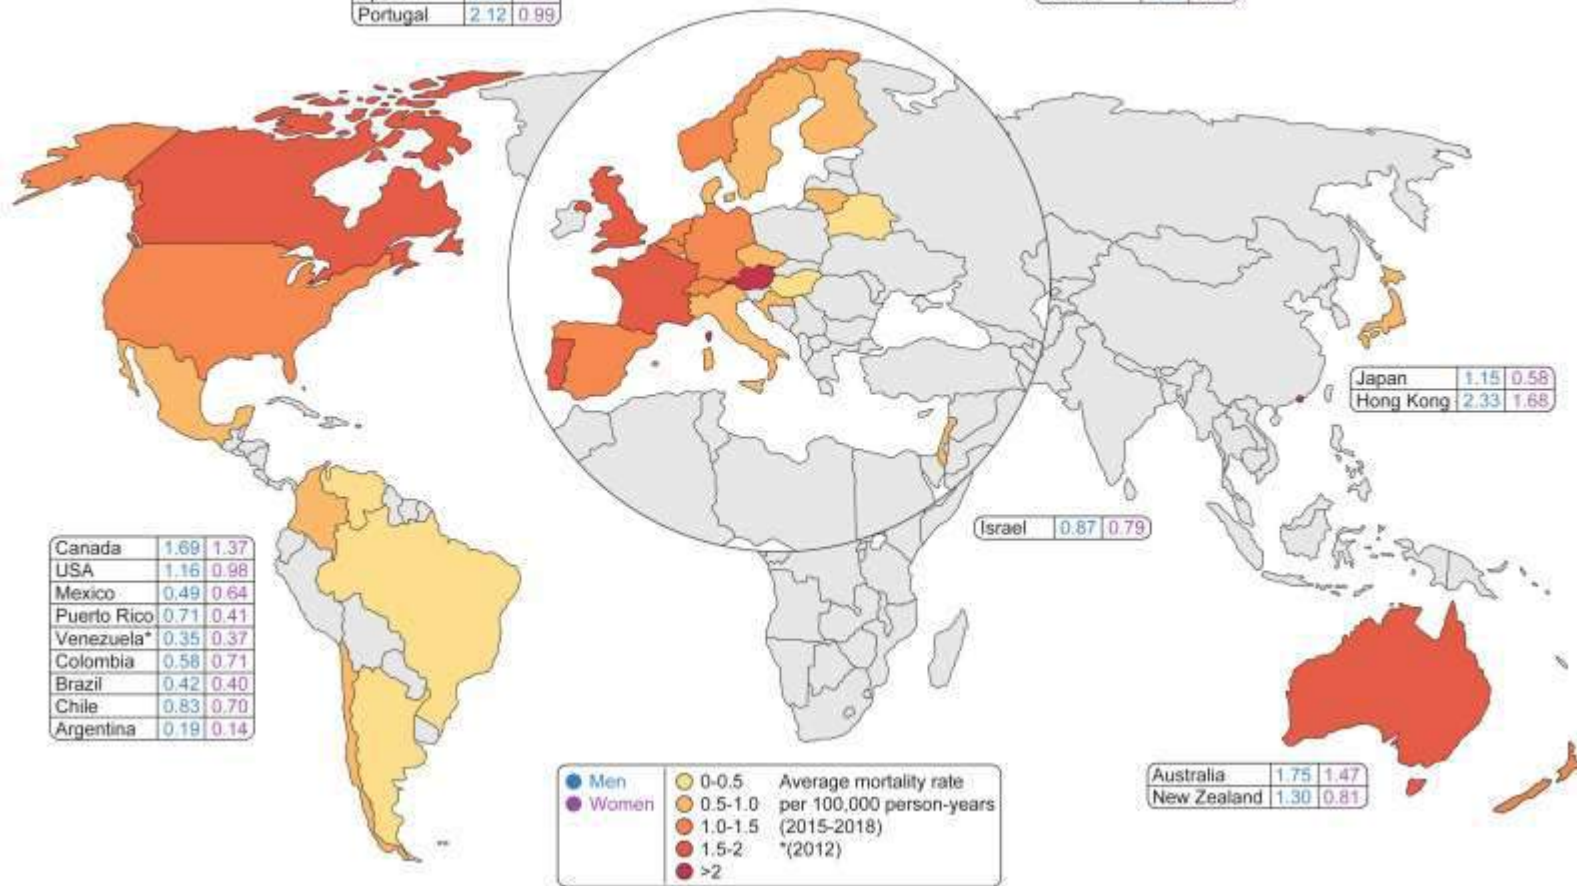 Portugal 2.12 0.99
Japan 1.15 0.58
Hong Kong 2.33 1.68
Israel 0.87 0.79
Canada 1.69 1.37
USA 1.16 0.98
Mexico 0.49 0.64
Puerto Rico 0.71 0.41
Venezuela* 0.35 0.37
Colombia 0.58 0.71
Brazil 0.42 0.40
Chile 0.83 0.70
Argentina 0.19 0.14
Men
Women
0-0.5 Average mortality rate
0.5-1.0 per 100,000 person-years
1.0-1.5 (2015-2018)
1.5-2 *(2012)
>2
Australia 1.75 1.47
New Zealand 1.30 0.81